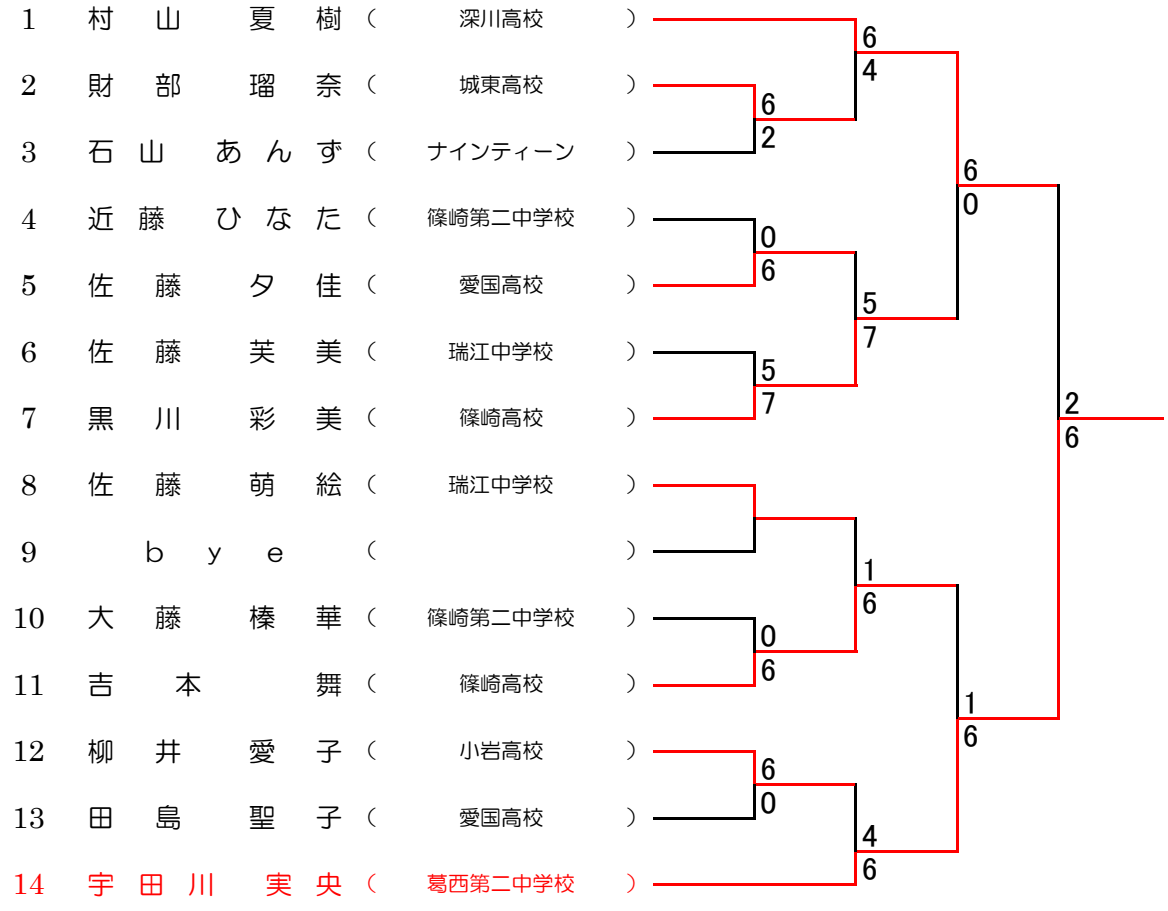 1 村山 夏樹 ( 深川高校 ) 6
4
2 財部 瑠奈 ( 城東高校 ) 6
2
3 石山 あんず ( ナインティーン )
6
0
4 近藤 ひなた ( 篠崎第二中学校 ) 0
6
5 佐藤 夕佳 ( 愛国高校 )
5
7
6 佐藤 芙美 ( 瑞江中学校 ) 5
7
7 黒川 彩美 ( 篠崎高校 )
2
6
8 佐藤 萌絵 ( 瑞江中学校 )
9 bye ( )
1
6
10 大藤 榛華 ( 篠崎第二中学校 ) 0
6
11 吉本 舞 ( 篠崎高校 )
1
6
12 柳井 愛子 ( 小岩高校 ) 6
0
13 田島 聖子 ( 愛国高校 )
4
6
14 宇田川 実央 ( 葛西第二中学校 )